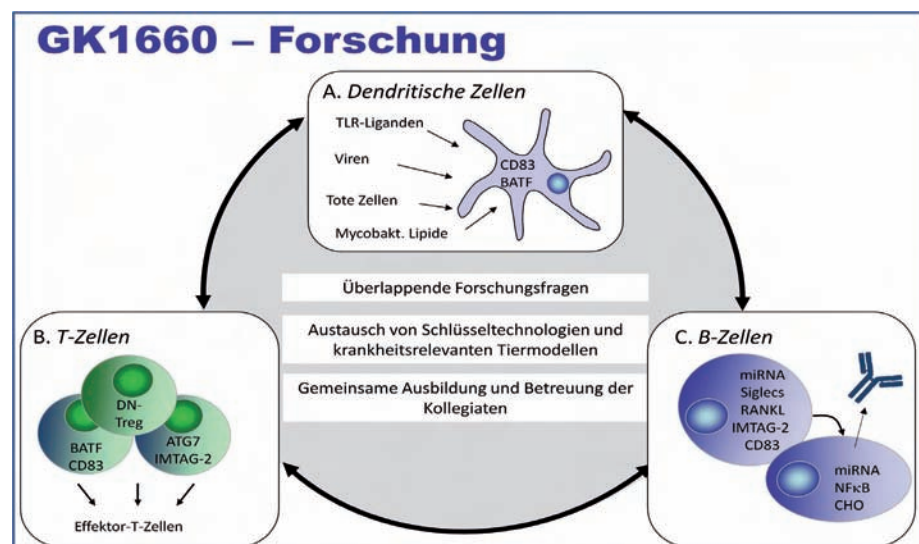 GK1660 – Forschung
A. Dendritische Zellen
TLR-Liganden
Viren
Tote Zellen
Mycobakt. Lipide
CD83
BATF
Überlappende Forschungsfragen
Austausch von Schlüsseltechnologien und
krankheitsrelevanten Tiermodellen
Gemeinsame Ausbildung und Betreuung der
Kollegiaten
B. T-Zellen
DN-
Treg
BATF
CD83
ATG7
IMTAG-2
Effektor-T-Zellen
C. B-Zellen
miRNA
Siglecs
RANKL
IMTAG-2
CD83
miRNA
NFκB
CHO